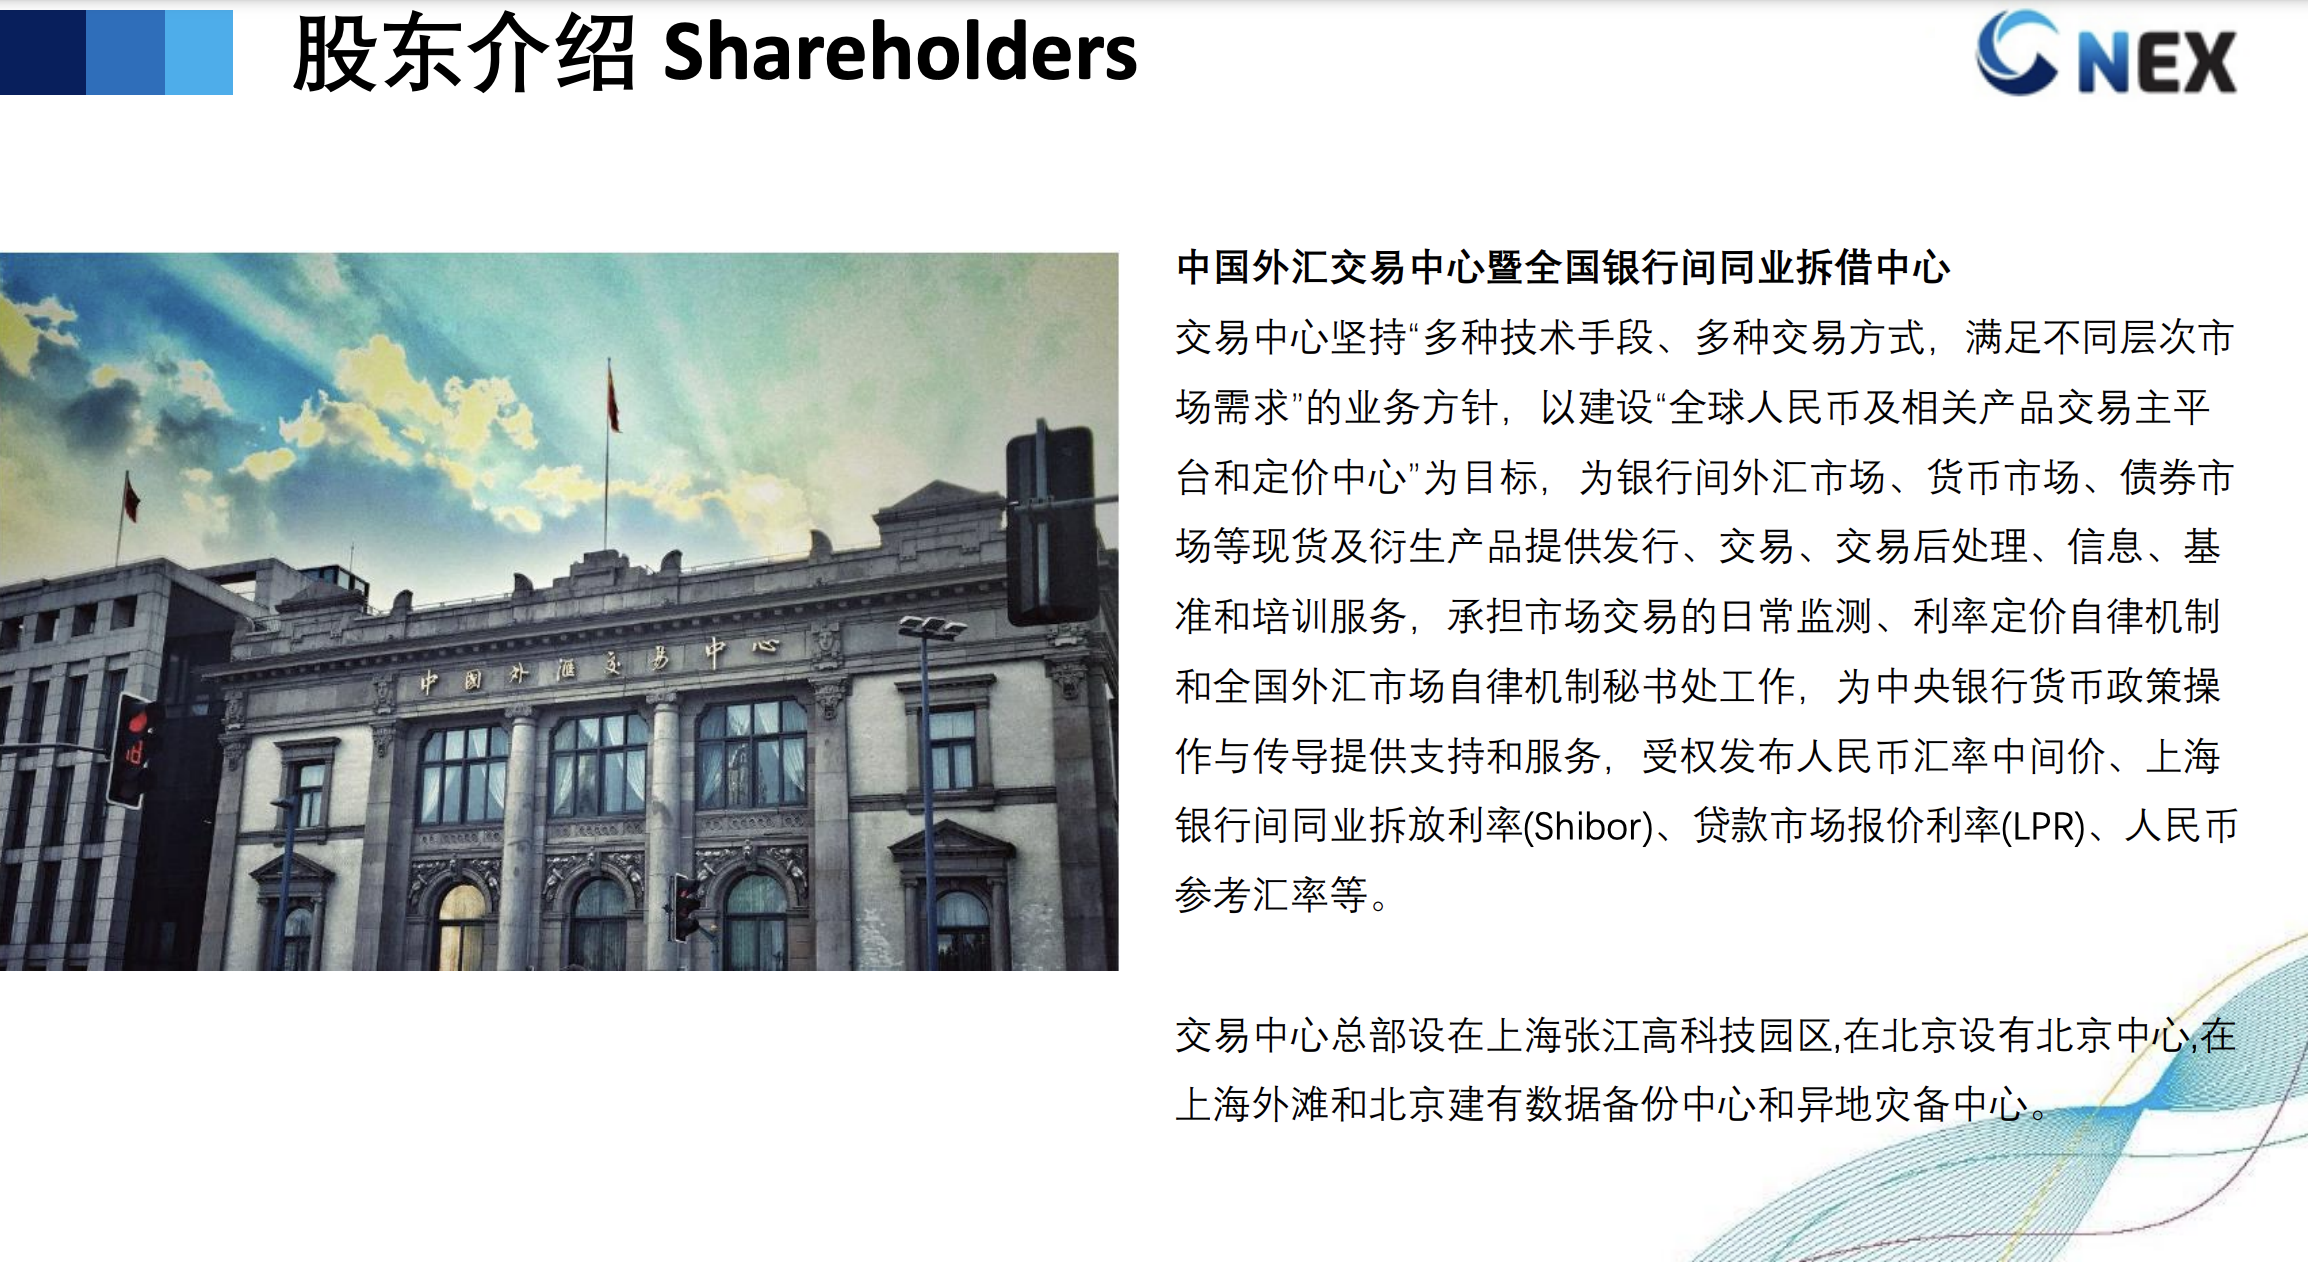 股东介绍 Shareholders
CNEX
中国外汇交易中心暨全国银行间同业拆借中心
交易中心坚持“多种技术手段、多种交易方式，满足不同层次市
场需求”的业务方针，以建设“全球人民币及相关产品交易主平
台和定价中心”为目标，为银行间外汇市场、货币市场、债券市
场等现货及衍生产品提供发行、交易、交易后处理、信息、基
准和培训服务，承担市场交易的日常监测、利率定价自律机制
和全国外汇市场自律机制秘书处工作，为中央银行货币政策操
作与传导提供支持和服务，受权发布人民币汇率中间价、上海
银行间同业拆放利率(Shibor)、贷款市场报价利率(LPR)、人民币
参考汇率等。
交易中心总部设在上海张江高科技园区,在北京设有北京中心,在
上海外滩和北京建有数据备份中心和异地灾备中心。
中國外滙交易中心